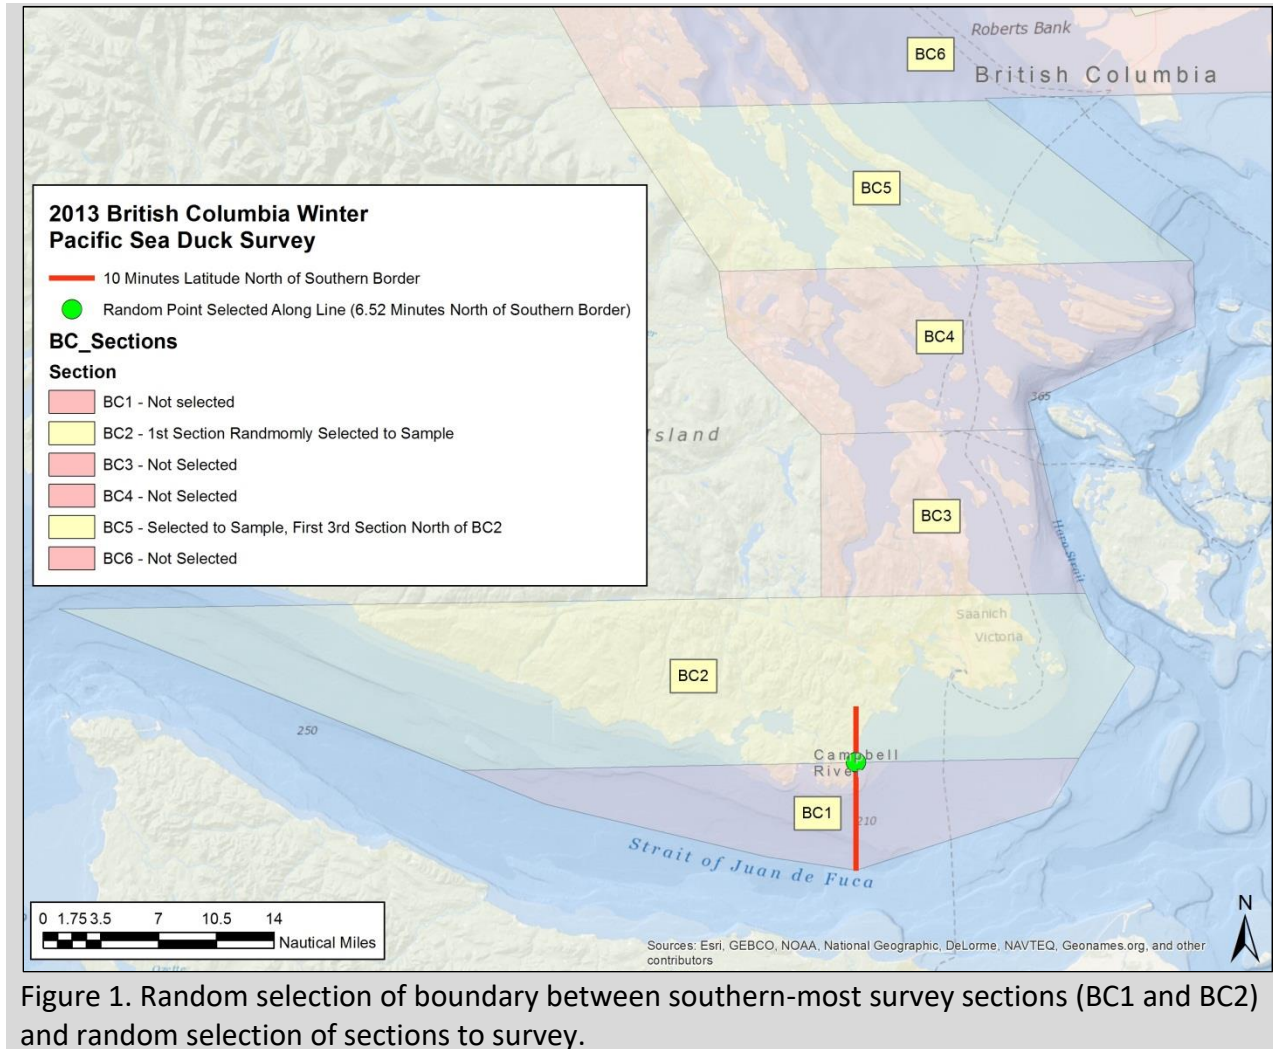 Roberts Bank
BC6
British Columbia
BC5
2013 British Columbia Winter
Pacific Sea Duck Survey
10 Minutes Latitude North of Southern Border
Random Point Selected Along Line (6.52 Minutes North of Southern Border)
BC_Sections
Section
BC1 - Not selected
BC2 - 1st Section Randmomly Selected to Sample
BC3 - Not Selected
BC4 - Not Selected
BC5 - Selected to Sample, First 3rd Section North of BC2
BC6 - Not Selected
BC4
365
Island
BC3
Haro Strait
Saanich
Victoria
BC2
250
Campbell
River
BC1
210
Strait of Juan de Fuca
0 1.75 3.5 7 10.5 14
Nautical Miles
N
Sources: Esri, GEBCO, NOAA, National Geographic, DeLorme, NAVTEQ, Geonames.org, and other
contributors
Figure 1. Random selection of boundary between southern-most survey sections (BC1 and BC2)
and random selection of sections to survey.